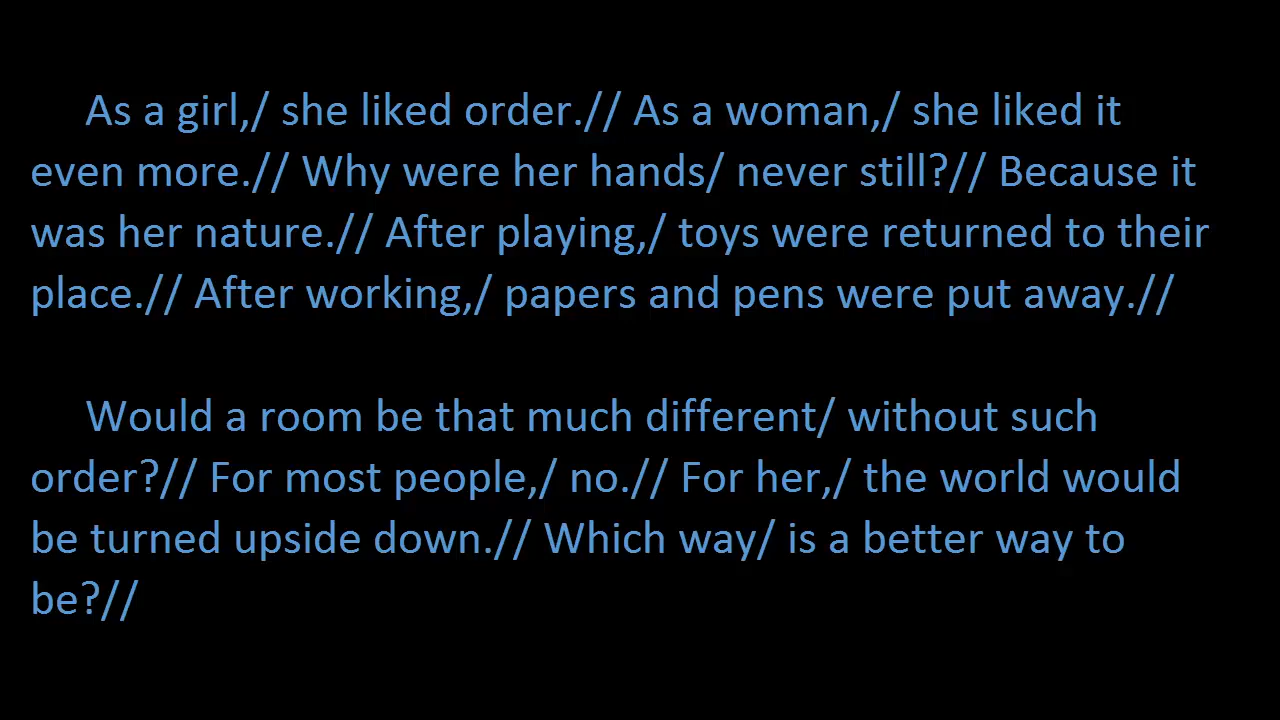 As a girl,/ she liked order.// As a woman,/ she liked it
even more.// Why were her hands/ never still?// Because it
was her nature.// After playing,/ toys were returned to their
place.// After working,/ papers and pens were put away.//
Would a room be that much different/ without such
order?// For most people,/ no.// For her,/ the world would
be turned upside down.// Which way/ is a better way to
be?//